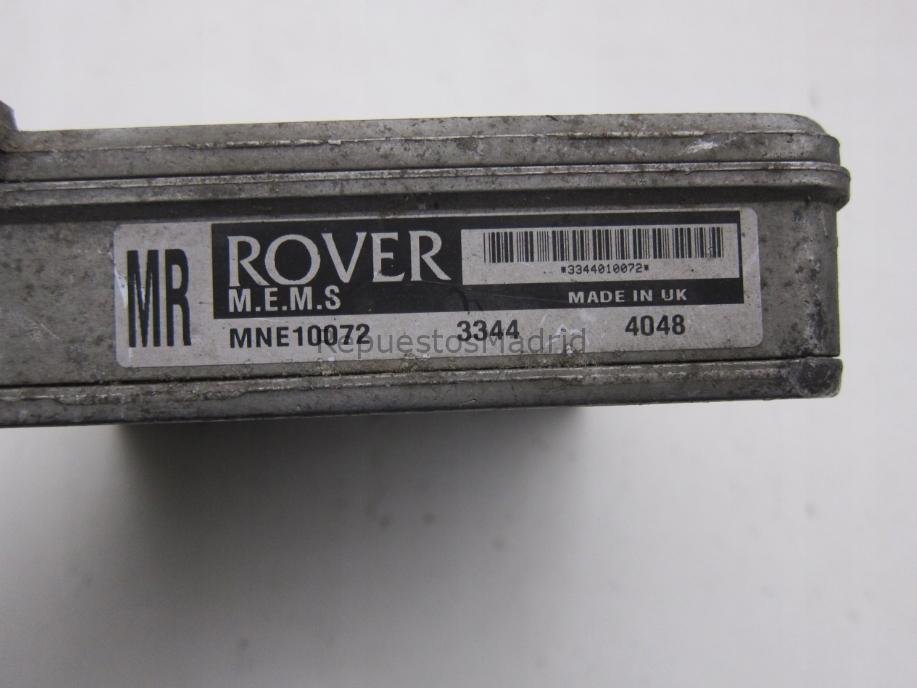 MR
ROVER
*3344010072*
M.E.M.S
MADE IN UK
MNE10072 3344 4048
RepuestosMadrid